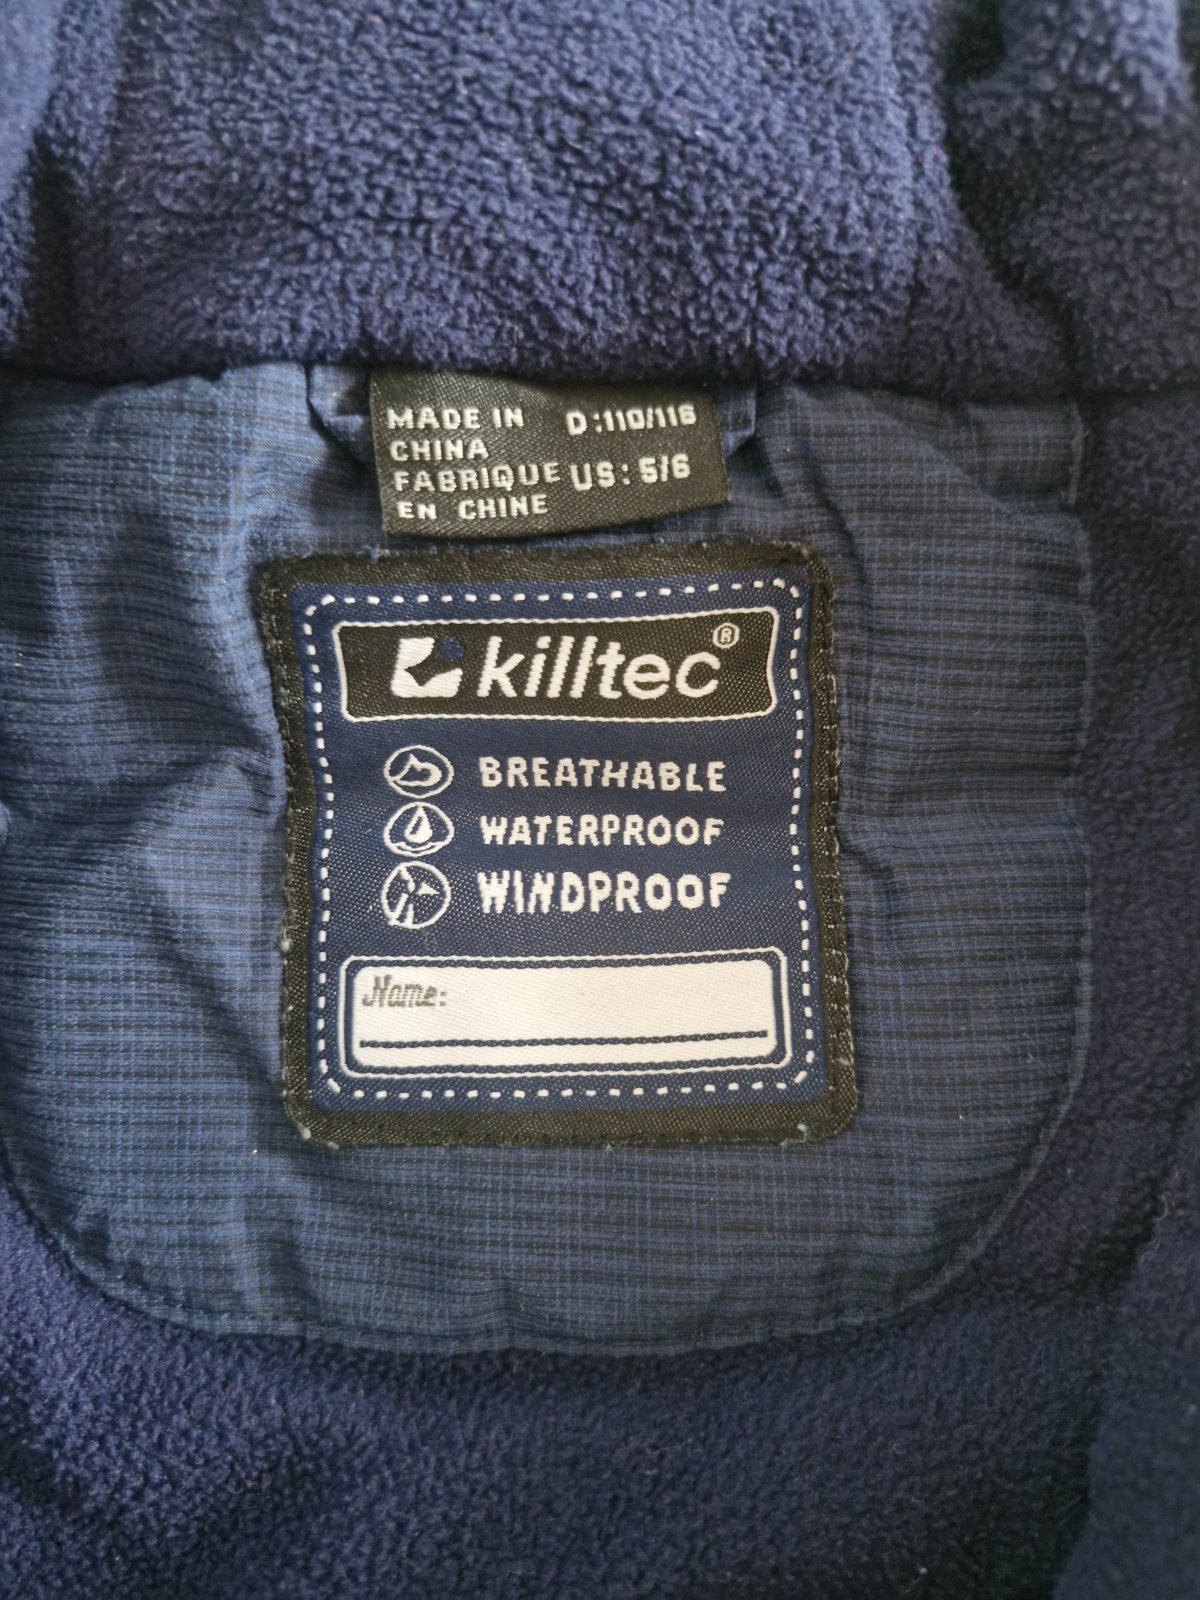 MADE IN
CHINA
FABRIQUE
EN CHINE
D:110/116
US: 5/6
killtec®
BREATHABLE
WATERPROOF
WINDPROOF
Name: